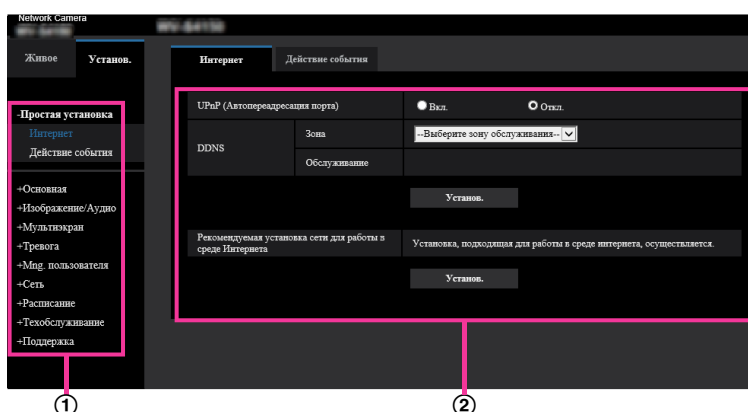 Network Camera
Живое
Установ.
-Простая установка
Интернет
Действие события
+Основная
+Изображение/Аудио
+Мультиэкран
+Тревога
+Mng. пользователя
+Сеть
+Расписание
+Техобслуживание
+Поддержка
Интернет
Действие события
UPnP (Автопереадресация порта)
Вкл.
Откл.
DDNS
Зона
--Выберите зону обслуживания--
Обслуживание
Установ.
Рекомендуемая установка сети для работы в
среде Интернета
Установка, подходящая для работы в среде интернета, осуществляется.
Установ.
①
②